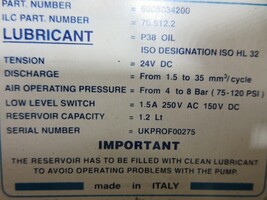 PART. NUMBER = 6003034200
ILC PART. NUMBER = 70.512.2
LUBRICANT = P38 OIL
ISO DESIGNATION ISO HL 32
TENSION = 24V DC
DISCHARGE = From 1.5 to 35 mm³/cycle
AIR OPERATING PRESSURE = From 4 to 8 Bar (75-120 PSI)
LOW LEVEL SWITCH = 1.5A 250V AC 150V DC
RESERVOIR CAPACITY = 1.2 Lt
SERIAL NUMBER = UKPROF00275
IMPORTANT
THE RESERVOIR HAS TO BE FILLED WITH CLEAN LUBRICANT
TO AVOID OPERATING PROBLEMS WITH THE PUMP.
made in ITALY